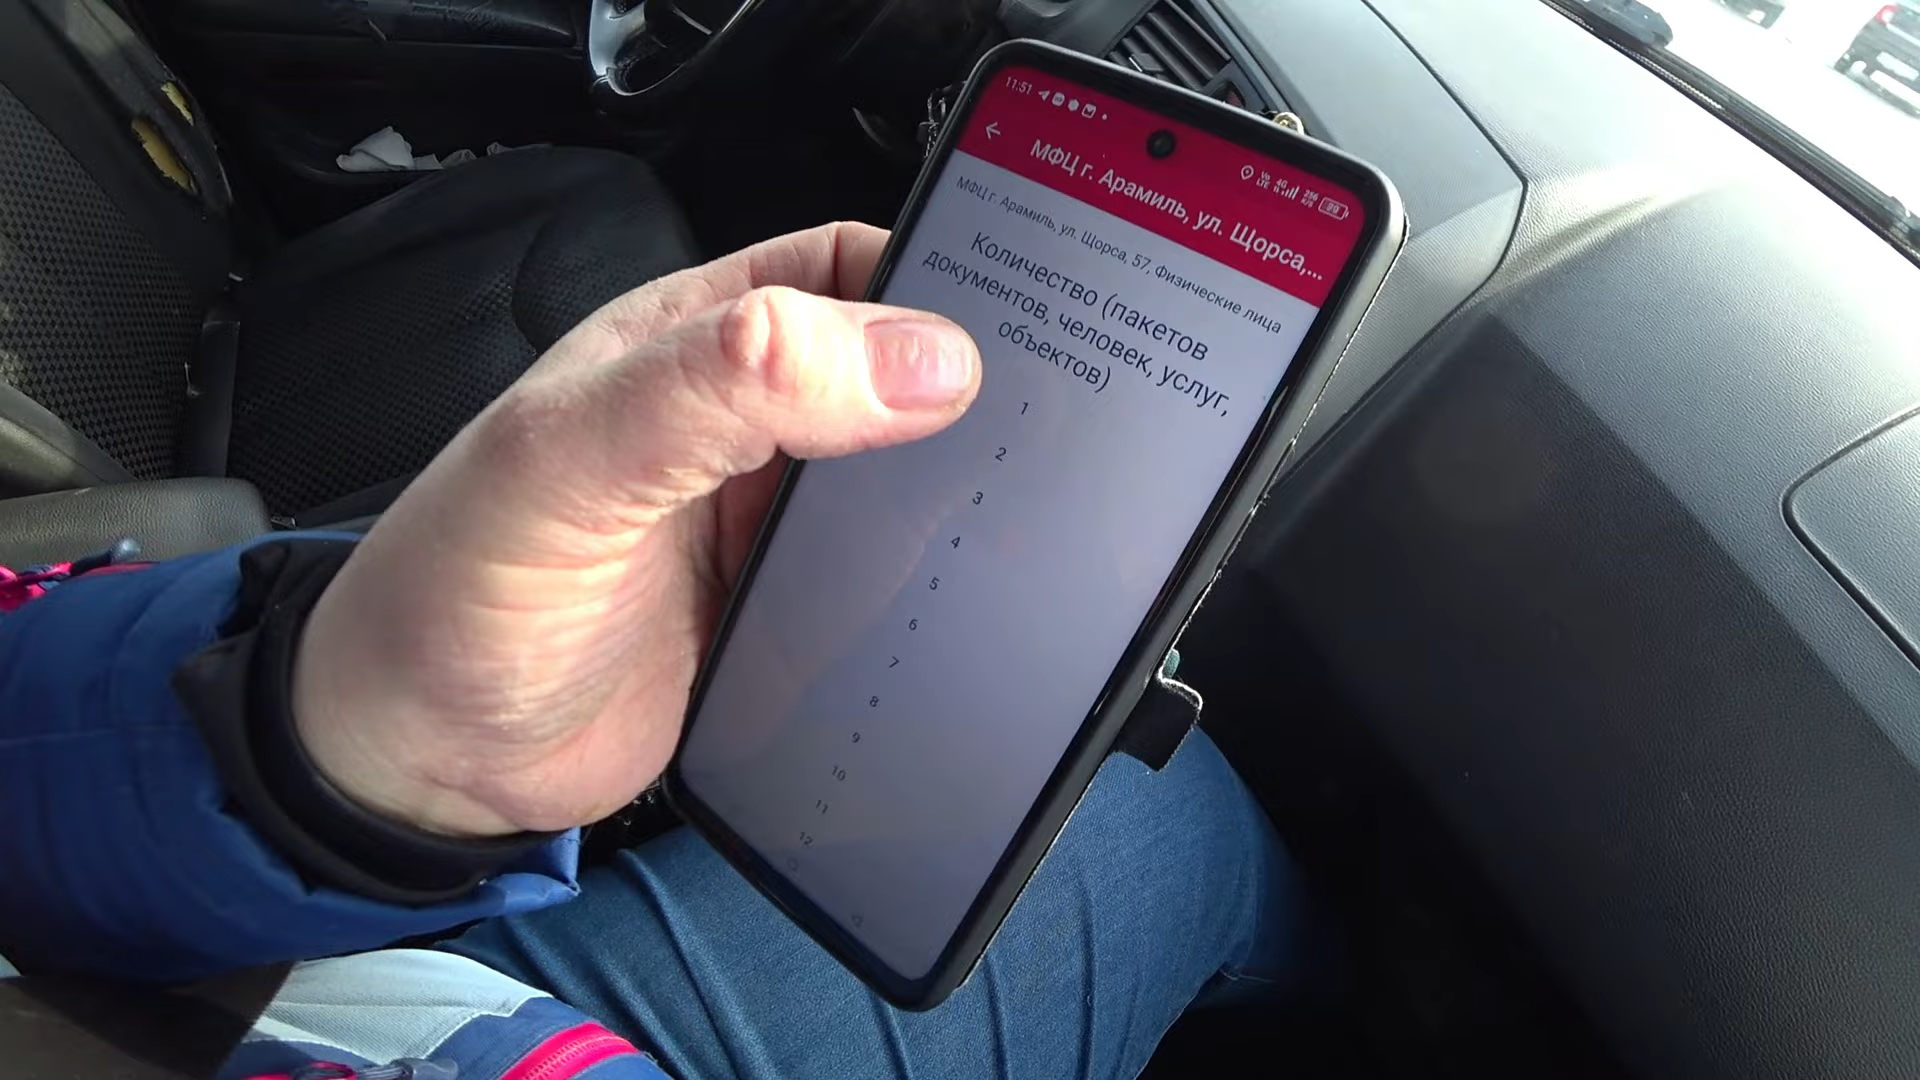 11:51
МФЦ г. Арамиль, ул. Щорса,...
МФЦ г. Арамиль, ул. Щорса, 57, Физические лица
Количество (пакетов
документов, человек, услуг,
объектов)
1
2
3
4
5
6
7
8
9
10
11
12